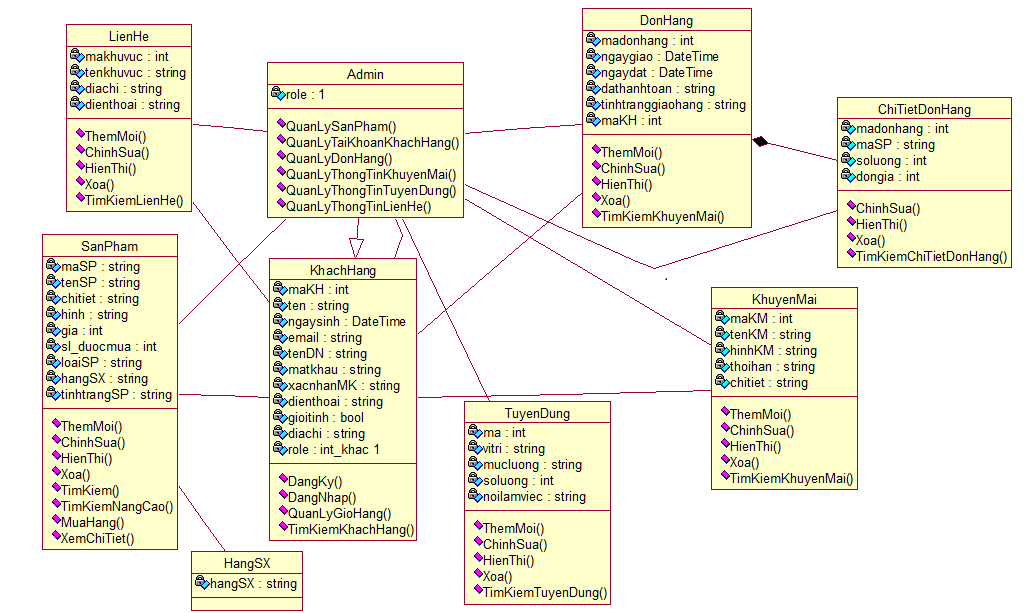 LienHe
makhuvuc : int
tenkhuvuc : string
diachi : string
dienthoai : string
ThemMoi()
ChinhSua()
HienThi()
Xoa()
TimKiemLienHe()
Admin
role : 1
QuanLySanPham()
QuanLyTaiKhoanKhachHang()
QuanLyDonHang()
QuanLyThongTinKhuyenMai()
QuanLyThongTinTuyenDung()
QuanLyThongTinLienHe()
DonHang
madonhang : int
ngaygiao : DateTime
ngaydat : DateTime
dathanhtoan : string
tinhtranggiaohang : string
maKH : int
ThemMoi()
ChinhSua()
HienThi()
Xoa()
TimKiemKhuyenMai()
ChiTietDonHang
madonhang : int
maSP : string
soluong : int
dongia : int
ChinhSua()
HienThi()
Xoa()
TimKiemChiTietDonHang()
SanPham
maSP : string
tenSP : string
chitiet : string
hinh : string
gia : int
sl_duocmua : int
loaiSP : string
hangSX : string
tinhtrangSP : string
ThemMoi()
ChinhSua()
HienThi()
Xoa()
TimKiem()
TimKiemNangCao()
MuaHang()
XemChiTiet()
KhachHang
maKH : int
ten : string
ngaysinh : DateTime
email : string
tenDN : string
matkhau : string
xacnhanMK : string
dienthoai : string
gioitinh : bool
diachi : string
role : int_khac 1
DangKy()
DangNhap()
QuanLyGioHang()
TimKiemKhachHang()
KhuyenMai
maKM : int
tenKM : string
hinhKM : string
thoihan : string
chitiet : string
ThemMoi()
ChinhSua()
HienThi()
Xoa()
TimKiemKhuyenMai()
TuyenDung
ma : int
vitri : string
mucluong : string
soluong : int
noilamviec : string
ThemMoi()
ChinhSua()
HienThi()
Xoa()
TimKiemTuyenDung()
HangSX
hangSX : string